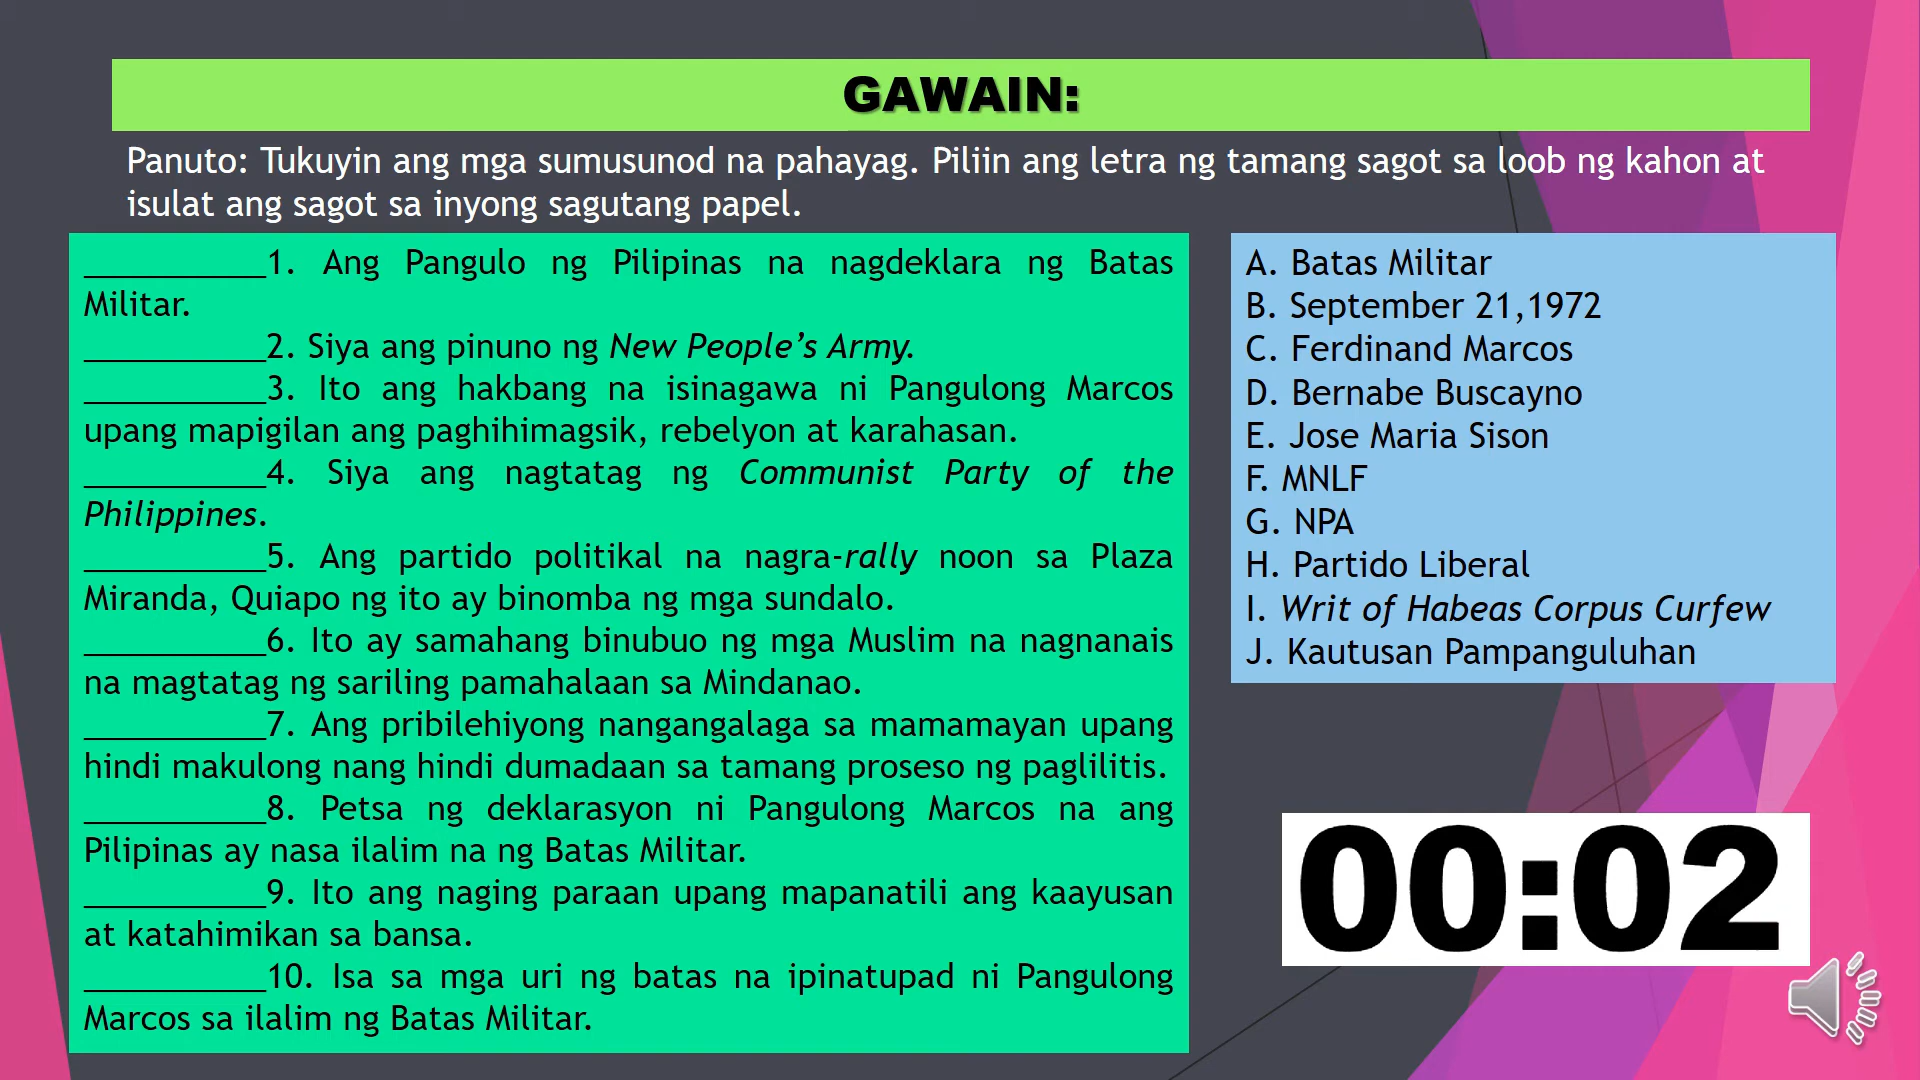 GAWAIN:
Panuto: Tukuyin ang mga sumusunod na pahayag. Piliin ang letra ng tamang sagot sa loob ng kahon at
isulat ang sagot sa inyong sagutang papel.
__________1. Ang Pangulo ng Pilipinas na nagdeklara ng Batas
Militar.
__________2. Siya ang pinuno ng New People’s Army.
__________3. Ito ang hakbang na isinagawa ni Pangulong Marcos
upang mapigilan ang paghihimagsik, rebelyon at karahasan.
__________4. Siya ang nagtatag ng Communist Party of the
Philippines.
__________5. Ang partido politikal na nagra-rally noon sa Plaza
Miranda, Quiapo ng ito ay binomba ng mga sundalo.
__________6. Ito ay samahang binubuo ng mga Muslim na nagnanais
na magtatag ng sariling pamahalaan sa Mindanao.
__________7. Ang pribilehiyong nangangalaga sa mamamayan upang
hindi makulong nang hindi dumadaan sa tamang proseso ng paglilitis.
__________8. Petsa ng deklarasyon ni Pangulong Marcos na ang
Pilipinas ay nasa ilalim na ng Batas Militar.
__________9. Ito ang naging paraan upang mapanatili ang kaayusan
at katahimikan sa bansa.
__________10. Isa sa mga uri ng batas na ipinatupad ni Pangulong
Marcos sa ilalim ng Batas Militar.
A. Batas Militar
B. September 21,1972
C. Ferdinand Marcos
D. Bernabe Buscayno
E. Jose Maria Sison
F. MNLF
G. NPA
H. Partido Liberal
I. Writ of Habeas Corpus Curfew
J. Kautusan Pampanguluhan
00:02